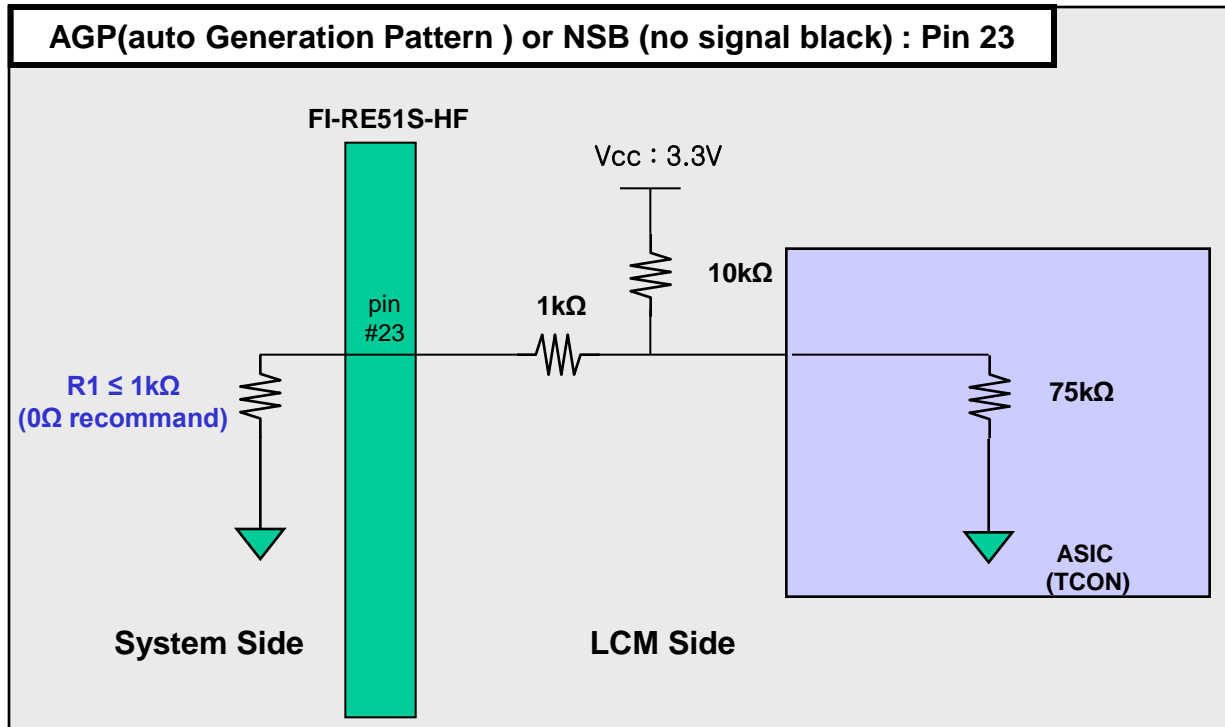 AGP(auto Generation Pattern ) or NSB (no signal black) : Pin 23
FI-RE51S-HF
Vcc : 3.3V
10kΩ
1kΩ
pin
#23
R1 ≤ 1kΩ
(0Ω recommand)
75kΩ
ASIC
(TCON)
System Side
LCM Side